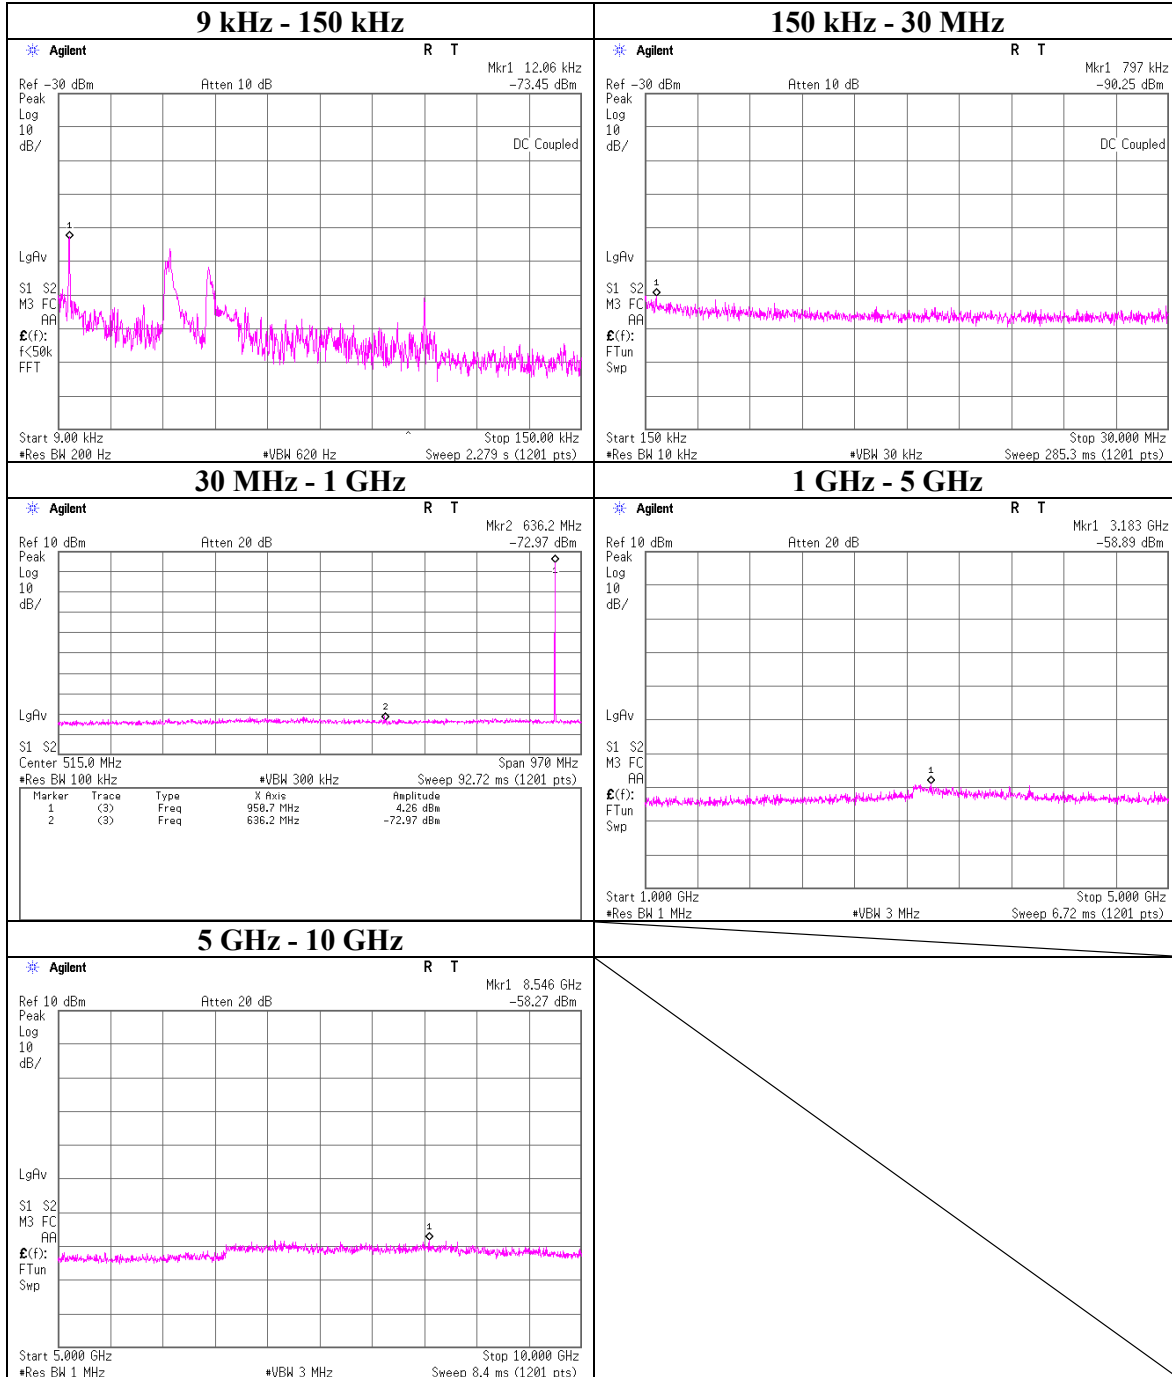 9 kHz - 150 kHz
Agilent
R T
Mkr1 12.06 kHz
Ref -30 dBm
Atten 10 dB
-73.45 dBm
Peak
Log
10
dB/
DC Coupled
1
LgAv
S1 S2
M3 FC
AA
£(f):
f<50k
FFT
Start 9.00 kHz
Stop 150.00 kHz
#Res BW 200 Hz
#VBW 620 Hz
Sweep 2.279 s (1201 pts)
150 kHz - 30 MHz
Agilent
R T
Mkr1 797 kHz
Ref -30 dBm
Atten 10 dB
-90.25 dBm
Peak
Log
10
dB/
DC Coupled
1
LgAv
S1 S2
M3 FC
AA
£(f):
FTun
Swp
Start 150 kHz
Stop 30.000 MHz
#Res BW 10 kHz
#VBW 30 kHz
Sweep 285.3 ms (1201 pts)
30 MHz - 1 GHz
Agilent
R T
Mkr2 636.2 MHz
Ref 10 dBm
Atten 20 dB
-72.97 dBm
Peak
Log
10
dB/
1
2
LgAv
S1 S2
Center 515.0 MHz
Span 970 MHz
#Res BW 100 kHz
#VBW 300 kHz
Sweep 92.72 ms (1201 pts)
Marker Trace Type X Axis Amplitude
1 (3) Freq 950.7 MHz 4.26 dBm
2 (3) Freq 636.2 MHz -72.97 dBm
1 GHz - 5 GHz
Agilent
R T
Mkr1 3.183 GHz
Ref 10 dBm
Atten 20 dB
-58.89 dBm
Peak
Log
10
dB/
1
LgAv
S1 S2
M3 FC
AA
£(f):
FTun
Swp
Start 1.000 GHz
Stop 5.000 GHz
#Res BW 1 MHz
#VBW 3 MHz
Sweep 6.72 ms (1201 pts)
5 GHz - 10 GHz
Agilent
R T
Mkr1 8.546 GHz
Ref 10 dBm
Atten 20 dB
-58.27 dBm
Peak
Log
10
dB/
1
LgAv
S1 S2
M3 FC
AA
£(f):
FTun
Swp
Start 5.000 GHz
Stop 10.000 GHz
#Res BW 1 MHz
#VBW 3 MHz
Sweep 8.4 ms (1201 pts)